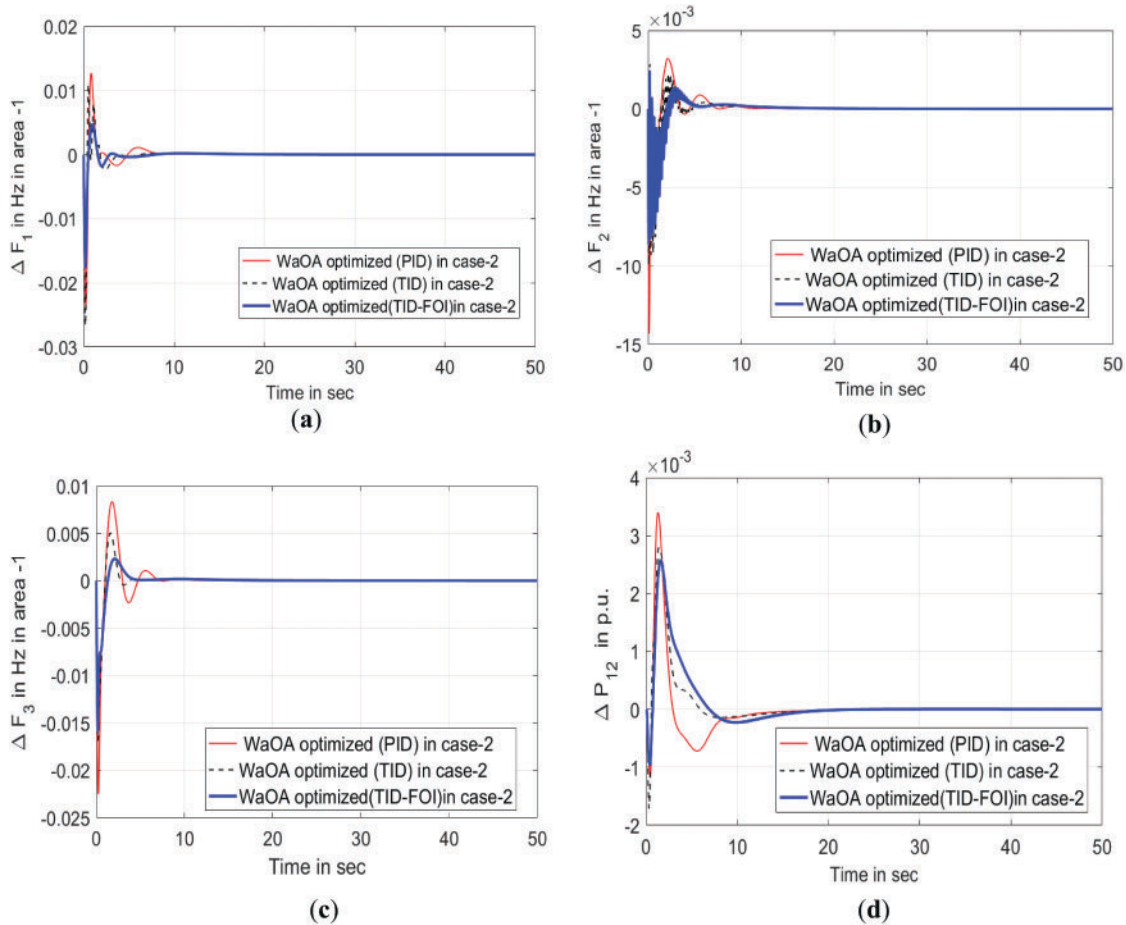 0.02
0.01
0
-0.01
-0.02
-0.03
Δ F1 in Hz in area -1
WaOA optimized (PID) in case-2
WaOA optimized (TID) in case-2
WaOA optimized(TID-FOI)in case-2
0 10 20 30 40 50
Time in sec
(a)
×10-3
5
0
-5
-10
-15
Δ F2 in Hz in area -1
WaOA optimized (PID) in case-2
WaOA optimized (TID) in case-2
WaOA optimized(TID-FOI)in case-2
0 10 20 30 40 50
Time in sec
(b)
0.01
0.005
0
-0.005
-0.01
-0.015
-0.02
-0.025
Δ F3 in Hz in area -1
WaOA optimized (PID) in case-2
WaOA optimized (TID) in case-2
WaOA optimized(TID-FOI)in case-2
0 10 20 30 40 50
Time in sec
(c)
×10-3
4
3
2
1
0
-1
-2
Δ P12 in p.u.
WaOA optimized (PID) in case-2
WaOA optimized (TID) in case-2
WaOA optimized(TID-FOI)in case-2
0 10 20 30 40 50
Time in sec
(d)